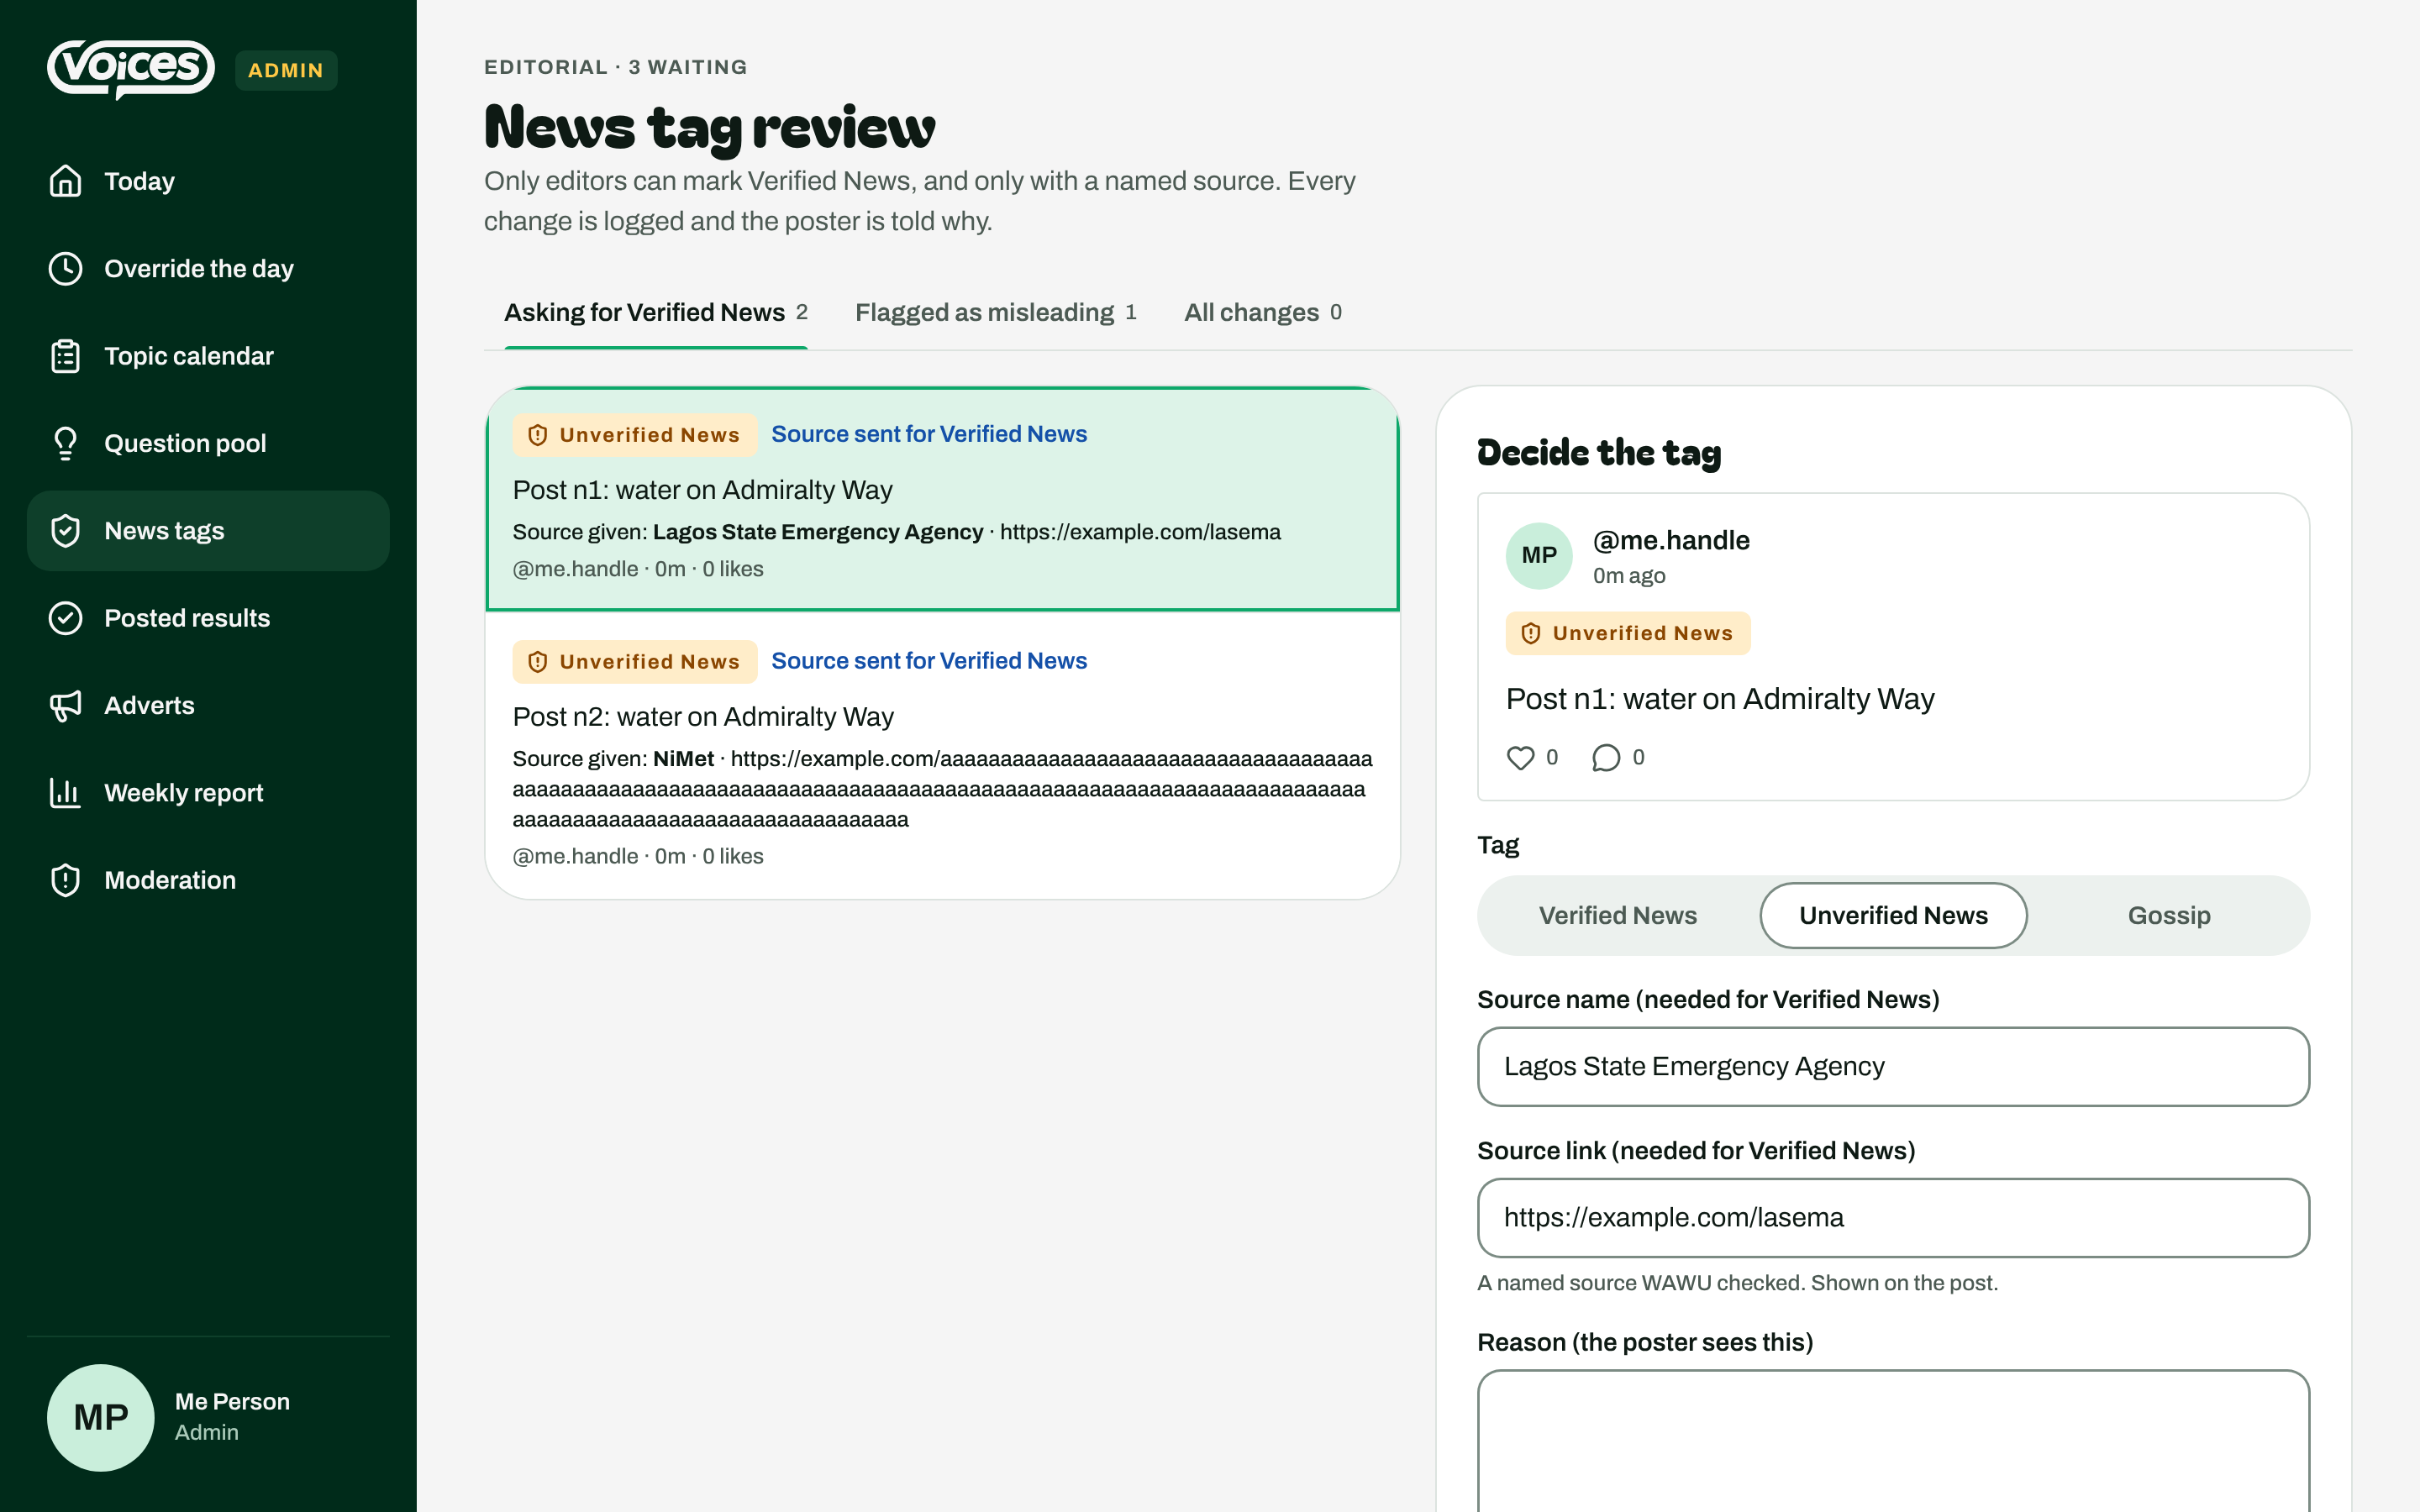 Voices
ADMIN
Today
Override the day
Topic calendar
Question pool
News tags
Posted results
Adverts
Weekly report
Moderation
MP
Me Person
Admin
EDITORIAL · 3 WAITING
News tag review
Only editors can mark Verified News, and only with a named source. Every
change is logged and the poster is told why.
Asking for Verified News 2
Flagged as misleading 1
All changes 0
Unverified News
Source sent for Verified News
Post n1: water on Admiralty Way
Source given: Lagos State Emergency Agency · https://example.com/lasema
@me.handle · 0m · 0 likes
Unverified News
Source sent for Verified News
Post n2: water on Admiralty Way
Source given: NiMet · https://example.com/aaaaaaaaaaaaaaaaaaaaaaaaaaaaaaaaaaaa
aaaaaaaaaaaaaaaaaaaaaaaaaaaaaaaaaaaaaaaaaaaaaaaaaaaaaaaaaaaaaaaaaaaaaaa
aaaaaaaaaaaaaaaaaaaaaaaaaaaaaaaaa
@me.handle · 0m · 0 likes
Decide the tag
MP
@me.handle
0m ago
Unverified News
Post n1: water on Admiralty Way
0
0
Tag
Verified News
Unverified News
Gossip
Source name (needed for Verified News)
Lagos State Emergency Agency
Source link (needed for Verified News)
https://example.com/lasema
A named source WAWU checked. Shown on the post.
Reason (the poster sees this)